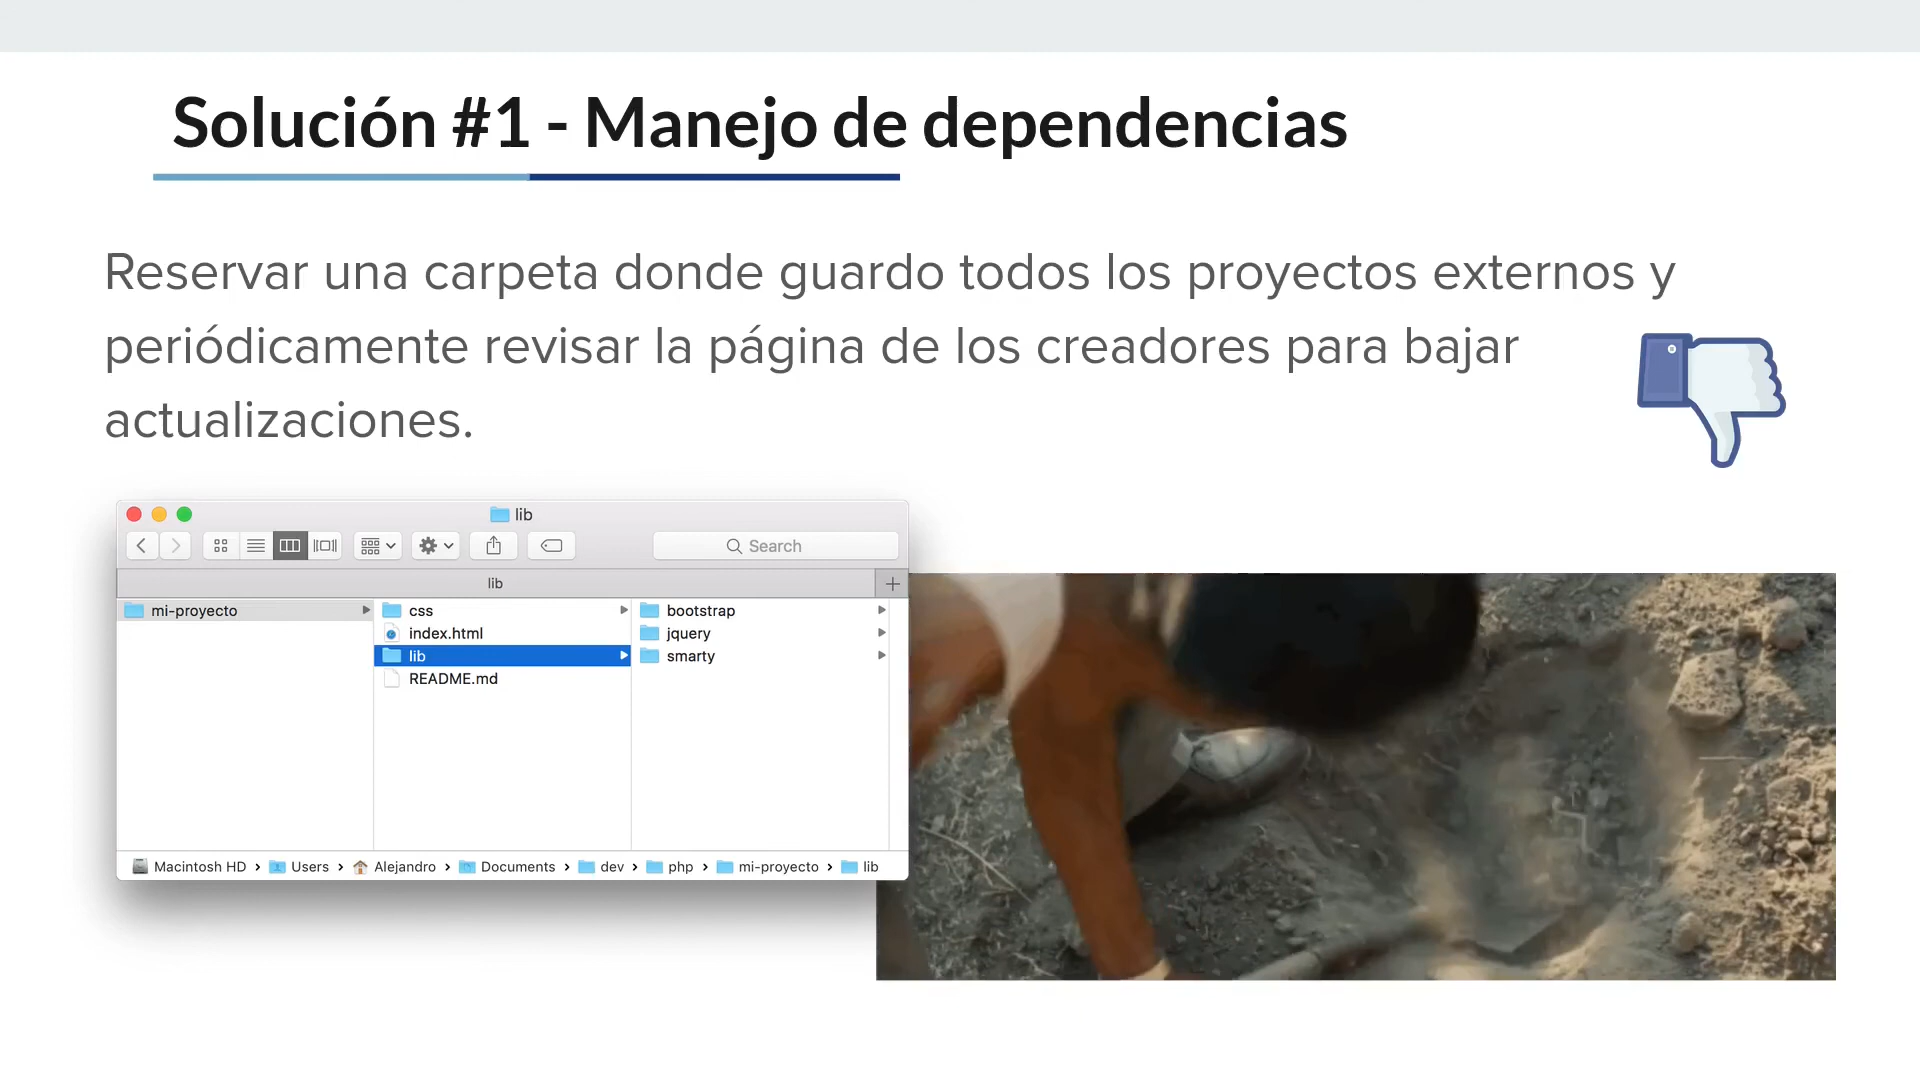 Solución #1 - Manejo de dependencias
Reservar una carpeta donde guardo todos los proyectos externos y
periódicamente revisar la página de los creadores para bajar
actualizaciones.
lib
Search
lib
mi-proyecto
css
index.html
lib
README.md
bootstrap
jquery
smarty
Macintosh HD › Users › Alejandro › Documents › dev › php › mi-proyecto › lib